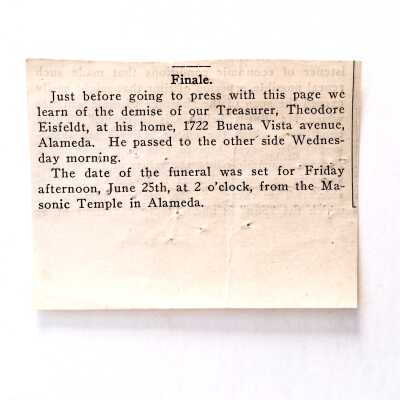 Finale.
Just before going to press with this page we
learn of the demise of our Treasurer, Theodore
Eisfeldt, at his home, 1722 Buena Vista avenue,
Alameda. He passed to the other side Wednes-
day morning.
The date of the funeral was set for Friday
afternoon, June 25th, at 2 o'clock, from the Ma-
sonic Temple in Alameda.